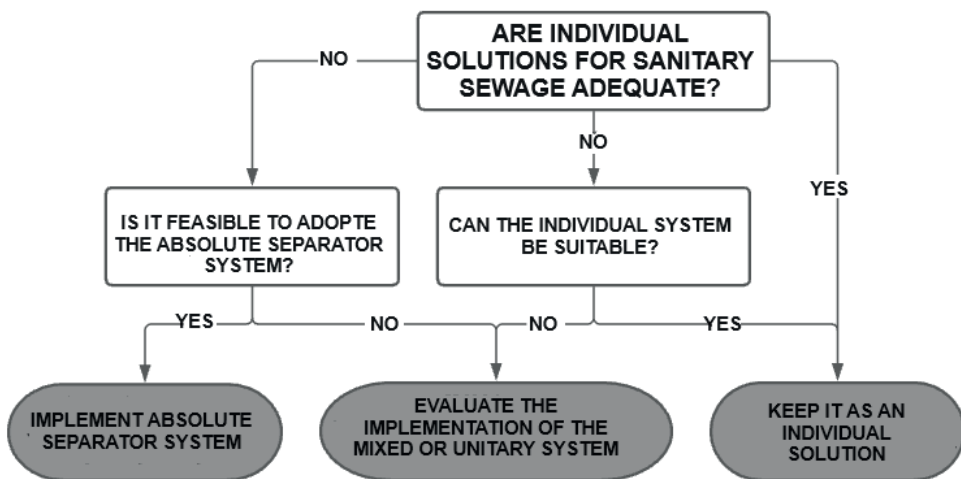 ARE INDIVIDUAL
SOLUTIONS FOR SANITARY
SEWAGE ADEQUATE?
NO
NO
YES
IS IT FEASIBLE TO ADOPTE
THE ABSOLUTE SEPARATOR
SYSTEM?
CAN THE INDIVIDUAL SYSTEM
BE SUITABLE?
YES
NO
NO
YES
IMPLEMENT ABSOLUTE
SEPARATOR SYSTEM
EVALUATE THE
IMPLEMENTATION OF THE
MIXED OR UNITARY SYSTEM
KEEP IT AS AN
INDIVIDUAL
SOLUTION